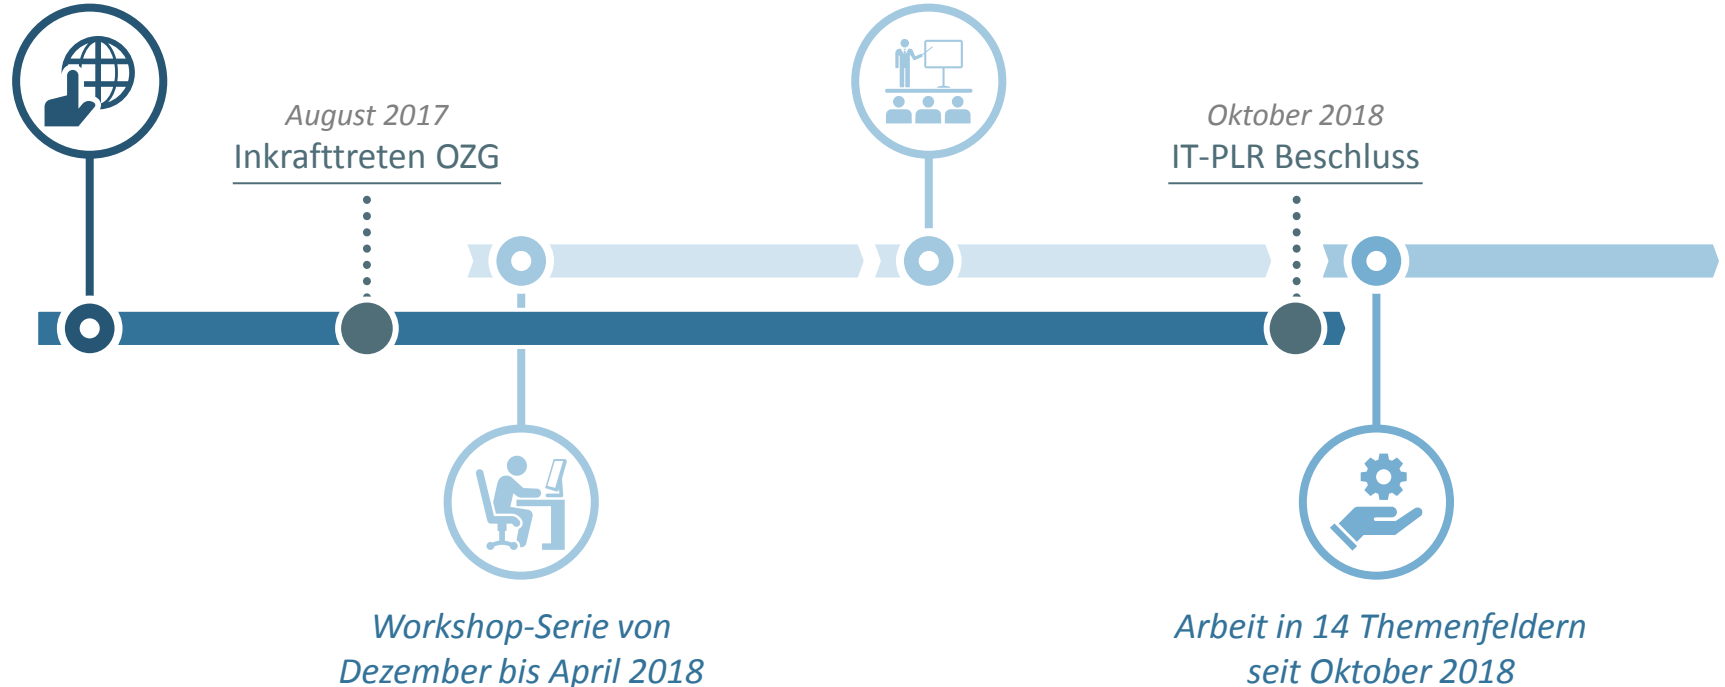 August 2017
Inkrafttreten OZG
Oktober 2018
IT-PLR Beschluss
Workshop-Serie von
Dezember bis April 2018
Arbeit in 14 Themenfeldern
seit Oktober 2018